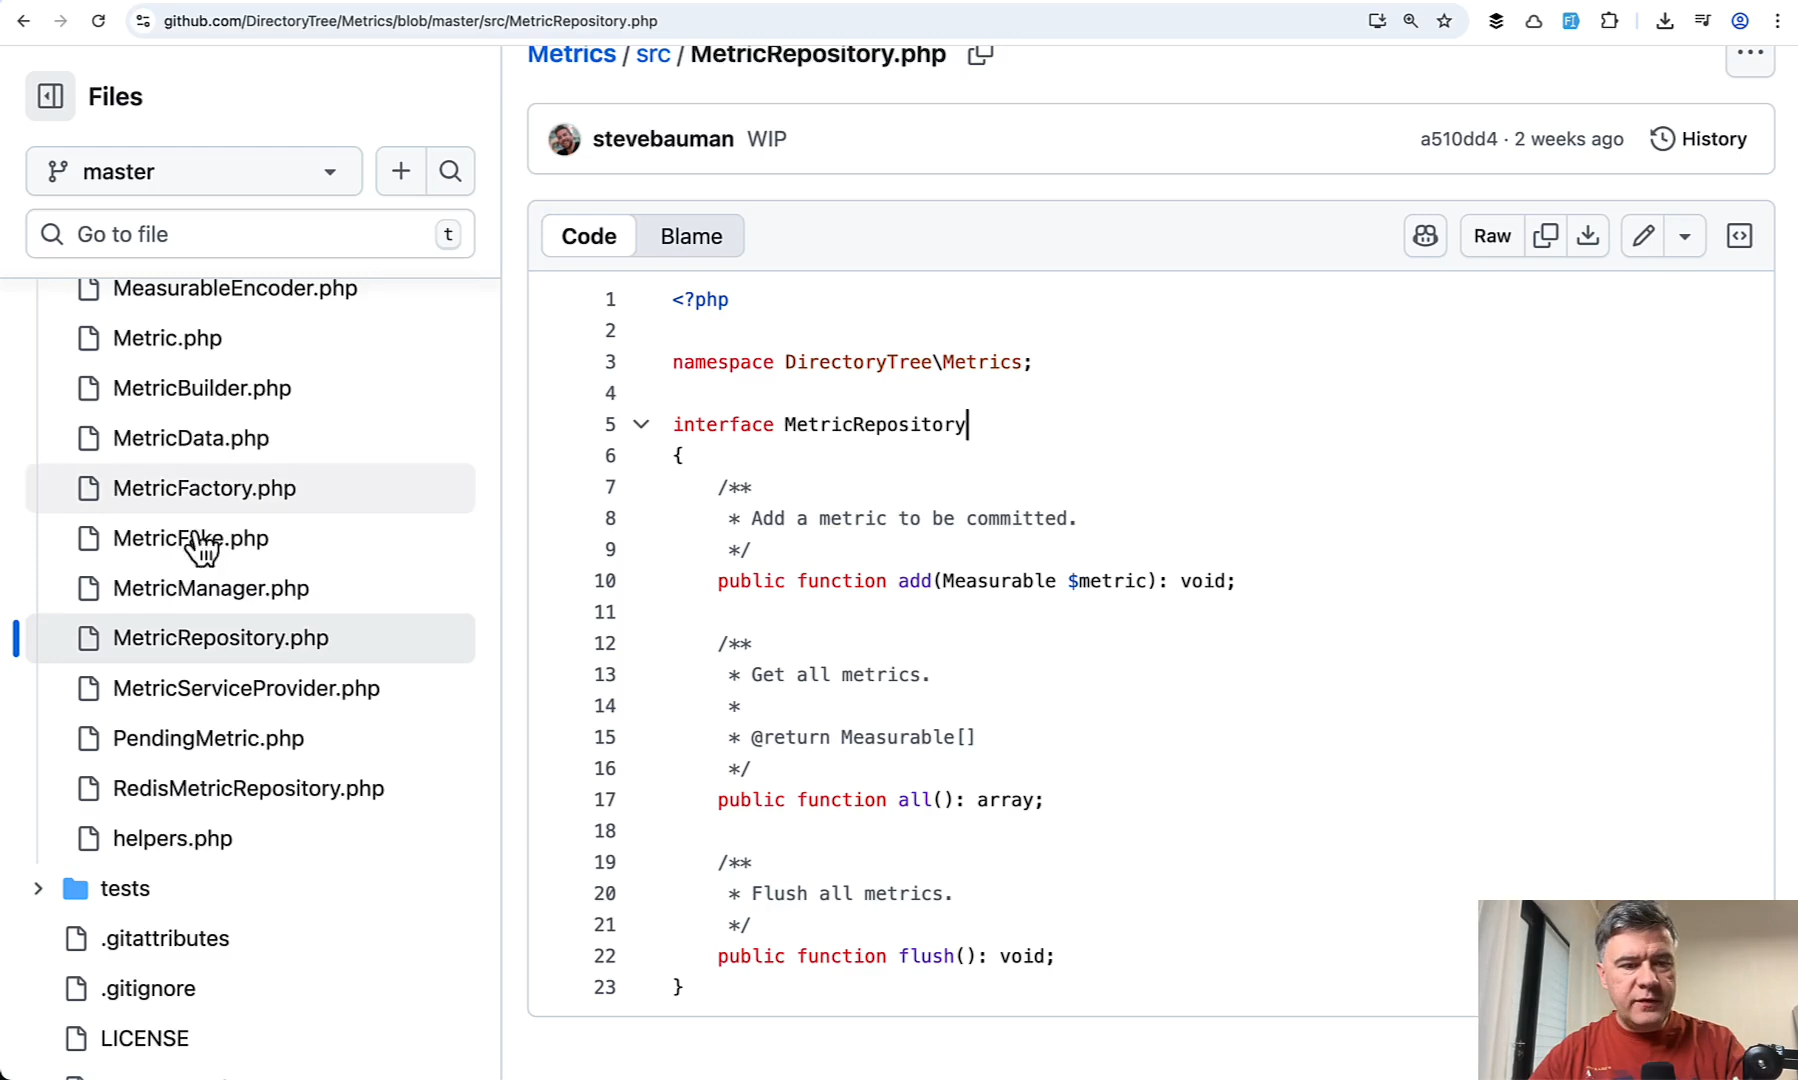 github.com/DirectoryTree/Metrics/blob/master/src/MetricRepository.php
Metrics / src / MetricRepository.php
Files
master
Go to file
t
MeasurableEncoder.php
Metric.php
MetricBuilder.php
MetricData.php
MetricFactory.php
MetricFake.php
MetricManager.php
MetricRepository.php
MetricServiceProvider.php
PendingMetric.php
RedisMetricRepository.php
helpers.php
tests
.gitattributes
.gitignore
LICENSE
stevebauman WIP
a510dd4 · 2 weeks ago
History
Code
Blame
Raw
1 <?php
2
3 namespace DirectoryTree\Metrics;
4
5 interface MetricRepository
6 {
7 /**
8 * Add a metric to be committed.
9 */
10 public function add(Measurable $metric): void;
11
12 /**
13 * Get all metrics.
14 *
15 * @return Measurable[]
16 */
17 public function all(): array;
18
19 /**
20 * Flush all metrics.
21 */
22 public function flush(): void;
23 }